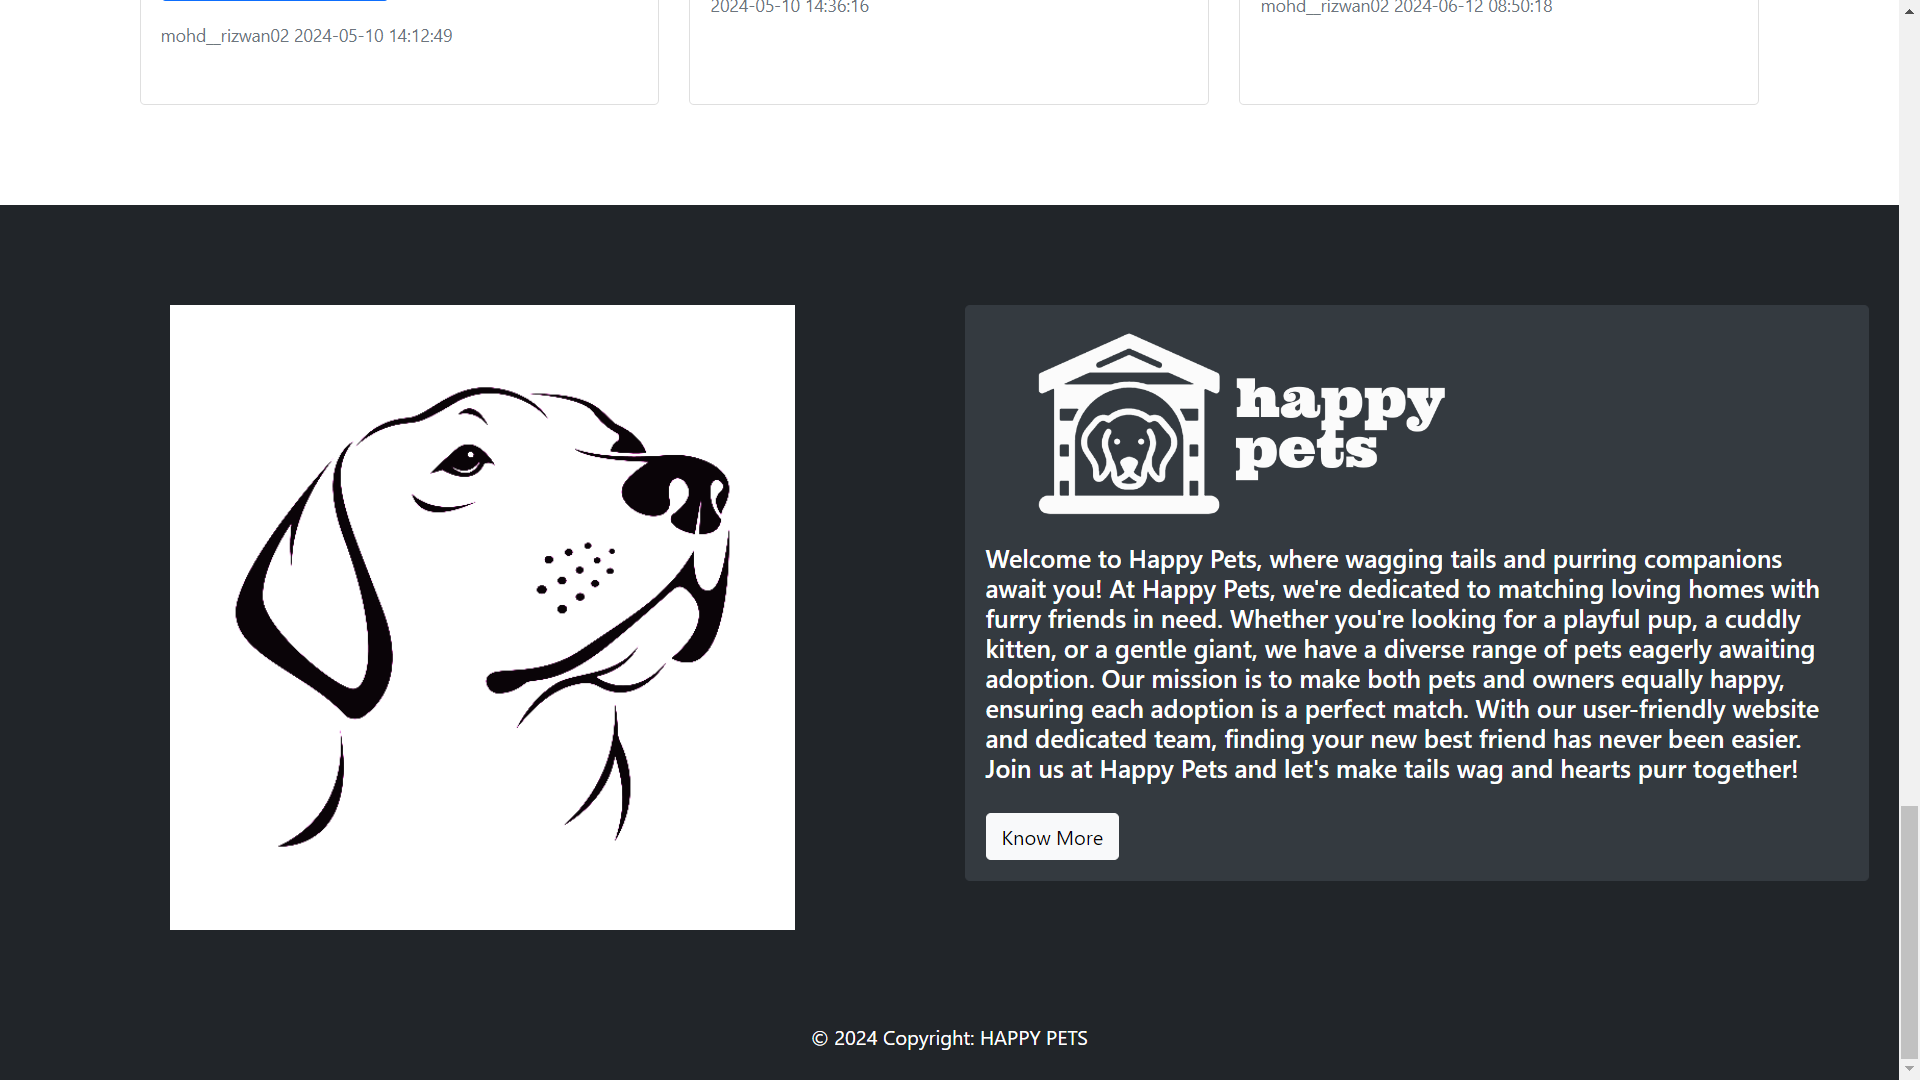 2024-05-10 14:36:16
mohd__rizwan02 2024-06-12 08:50:18
mohd__rizwan02 2024-05-10 14:12:49
happy
pets
Welcome to Happy Pets, where wagging tails and purring companions
await you! At Happy Pets, we're dedicated to matching loving homes with
furry friends in need. Whether you're looking for a playful pup, a cuddly
kitten, or a gentle giant, we have a diverse range of pets eagerly awaiting
adoption. Our mission is to make both pets and owners equally happy,
ensuring each adoption is a perfect match. With our user-friendly website
and dedicated team, finding your new best friend has never been easier.
Join us at Happy Pets and let's make tails wag and hearts purr together!
Know More
© 2024 Copyright: HAPPY PETS